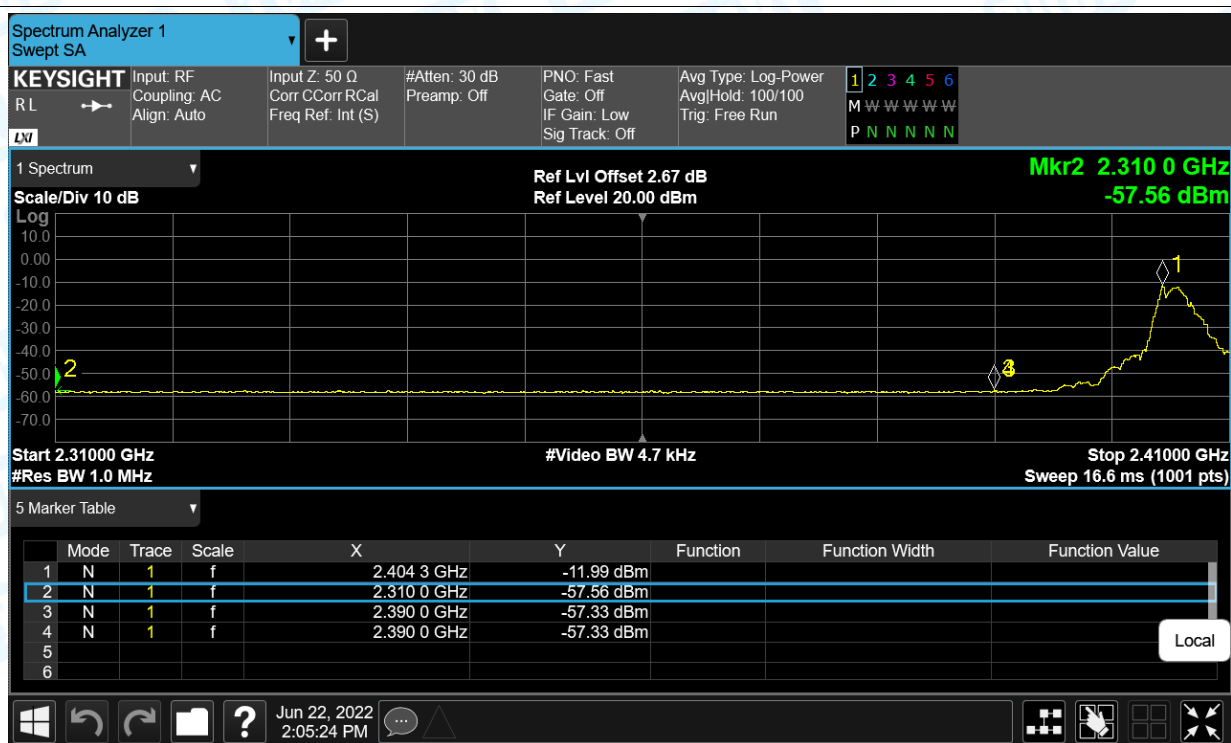 Spectrum Analyzer 1
Swept SA
+
KEYSIGHT
R L
LXI
Input: RF
Coupling: AC
Align: Auto
Input Z: 50 Ω
Corr CCorr RCal
Freq Ref: Int (S)
#Atten: 30 dB
Preamp: Off
PNO: Fast
Gate: Off
IF Gain: Low
Sig Track: Off
Avg Type: Log-Power
Avg|Hold: 100/100
Trig: Free Run
1 2 3 4 5 6
M W W W W W
P N N N N N
1 Spectrum
Scale/Div 10 dB
Log
Ref Lvl Offset 2.67 dB
Ref Level 20.00 dBm
Mkr2 2.310 0 GHz
-57.56 dBm
10.0
0.00
-10.0
-20.0
-30.0
-40.0
-50.0
-60.0
-70.0
1
2
Start 2.31000 GHz
#Res BW 1.0 MHz
#Video BW 4.7 kHz
Stop 2.41000 GHz
Sweep 16.6 ms (1001 pts)
5 Marker Table
Mode Trace Scale X Y Function Function Width Function Value
1 N 1 f 2.404 3 GHz -11.99 dBm
2 N 1 f 2.310 0 GHz -57.56 dBm
3 N 1 f 2.390 0 GHz -57.33 dBm
4 N 1 f 2.390 0 GHz -57.33 dBm
5
6
Local
?
Jun 22, 2022
2:05:24 PM